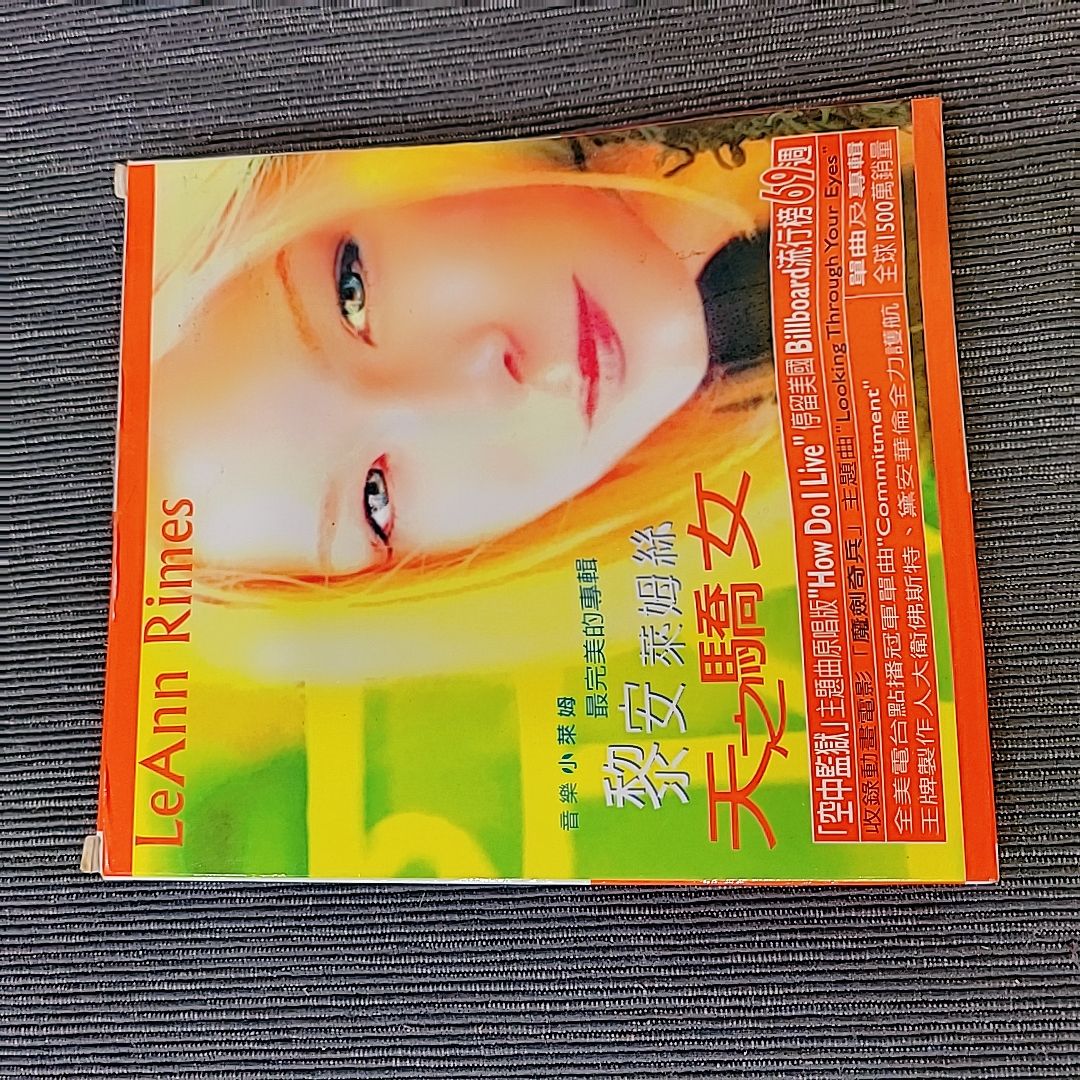 LeAnn Rimes
音樂小萊姆
最完美的專輯
黎安萊姆絲
天之驕女
「空中監獄」主題曲原唱版"How Do I Live" 停留美國Billboard流行榜69週
收錄動畫電影「魔劍奇兵」主題曲"Looking Through Your Eyes"
全美電台點播冠軍單曲"Commitment"
王牌製作人大衛佛斯特、黛安華倫全力護航
單曲及專輯
全球1500萬銷量